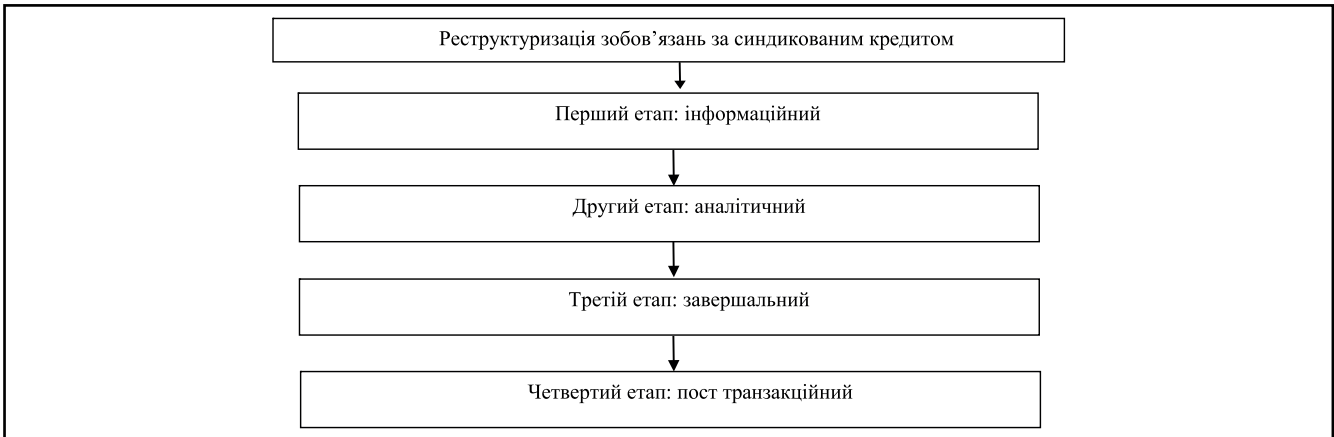 Реструктуризація зобов’язань за синдикованим кредитом
Перший етап: інформаційний
Другий етап: аналітичний
Третій етап: завершальний
Четвертий етап: пост транзакційний